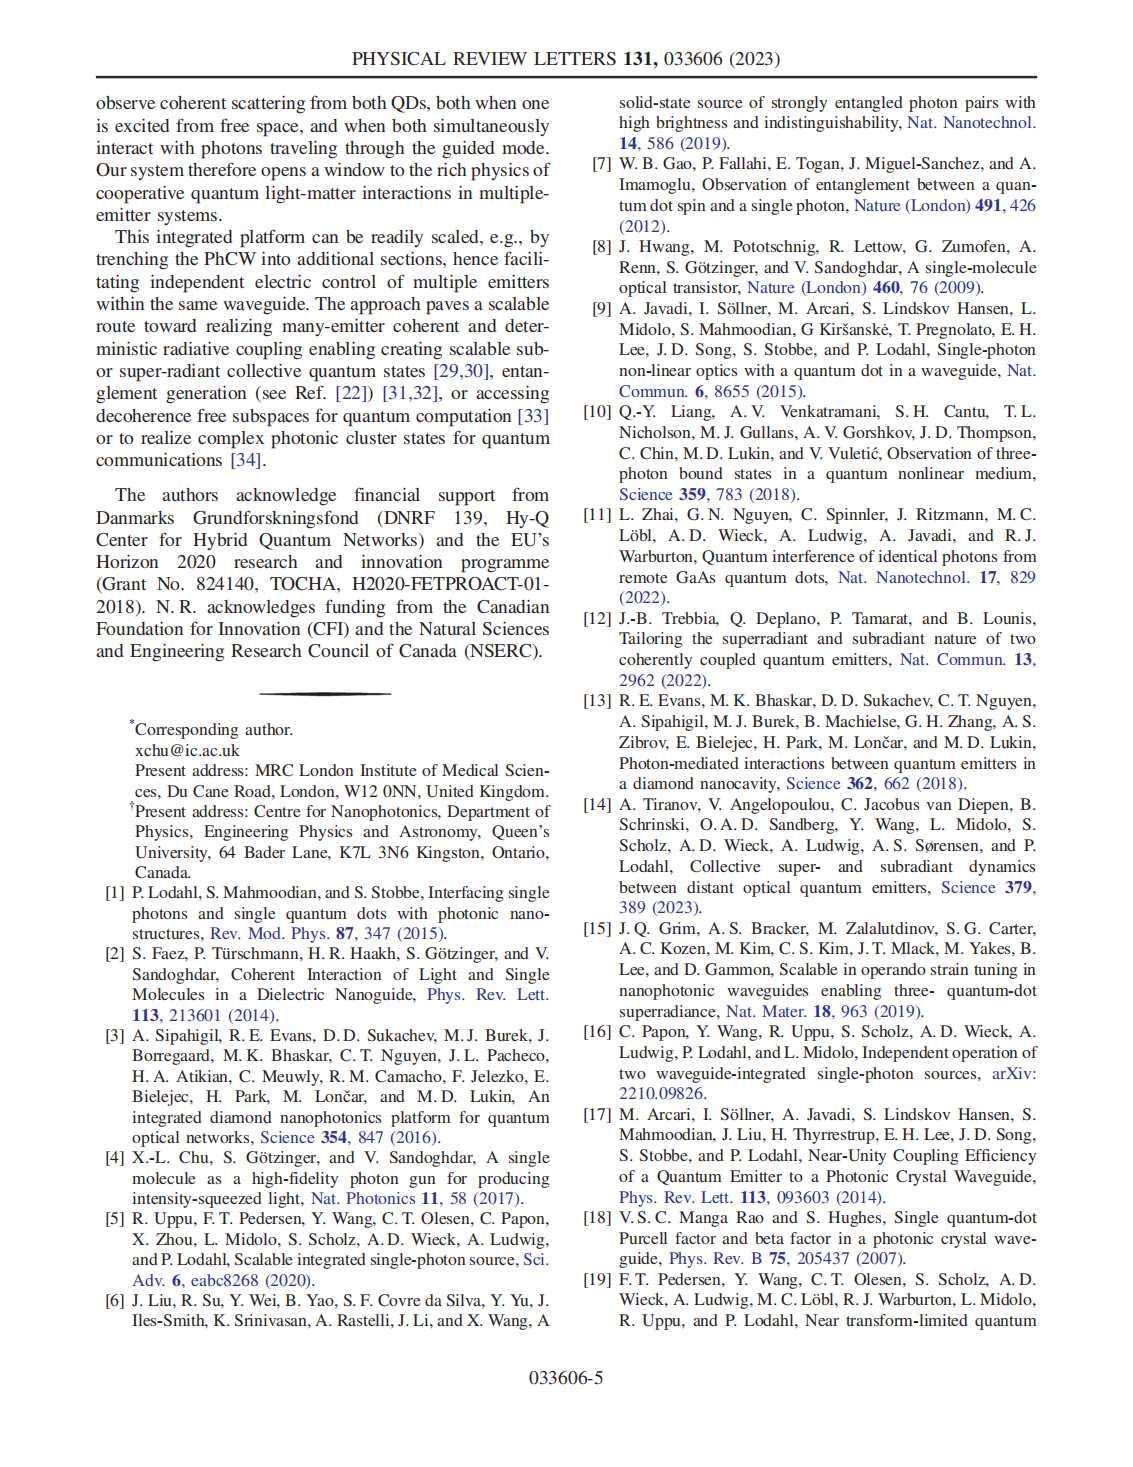 PHYSICAL REVIEW LETTERS 131, 033606 (2023)
observe coherent scattering from both QDs, both when one
is excited from free space, and when both simultaneously
interact with photons traveling through the guided mode.
Our system therefore opens a window to the rich physics of
cooperative quantum light-matter interactions in multiple-
emitter systems.
This integrated platform can be readily scaled, e.g., by
trenching the PhCW into additional sections, hence facili-
tating independent electric control of multiple emitters
within the same waveguide. The approach paves a scalable
route toward realizing many-emitter coherent and deter-
ministic radiative coupling enabling creating scalable sub-
or super-radiant collective quantum states [29,30], entan-
glement generation (see Ref. [22]) [31,32], or accessing
decoherence free subspaces for quantum computation [33]
or to realize complex photonic cluster states for quantum
communications [34].
The authors acknowledge financial support from
Danmarks Grundforskningsfond (DNRF 139, Hy-Q
Center for Hybrid Quantum Networks) and the EU's
Horizon 2020 research and innovation programme
(Grant No. 824140, TOCHA, H2020-FETPROACT-01-
2018). N. R. acknowledges funding from the Canadian
Foundation for Innovation (CFI) and the Natural Sciences
and Engineering Research Council of Canada (NSERC).
*Corresponding author.
xchu@ic.ac.uk
Present address: MRC London Institute of Medical Scien-
ces, Du Cane Road, London, W12 0NN, United Kingdom.
†Present address: Centre for Nanophotonics, Department of
Physics, Engineering Physics and Astronomy, Queen's
University, 64 Bader Lane, K7L 3N6 Kingston, Ontario,
Canada.
[1] P. Lodahl, S. Mahmoodian, and S. Stobbe, Interfacing single
photons and single quantum dots with photonic nano-
structures, Rev. Mod. Phys. 87, 347 (2015).
[2] S. Faez, P. Türschmann, H. R. Haakh, S. Götzinger, and V.
Sandoghdar, Coherent Interaction of Light and Single
Molecules in a Dielectric Nanoguide, Phys. Rev. Lett.
113, 213601 (2014).
[3] A. Sipahigil, R. E. Evans, D. D. Sukachev, M. J. Burek, J.
Borregaard, M. K. Bhaskar, C. T. Nguyen, J. L. Pacheco,
H. A. Atikian, C. Meuwly, R. M. Camacho, F. Jelezko, E.
Bielejec, H. Park, M. Lončar, and M. D. Lukin, An
integrated diamond nanophotonics platform for quantum
optical networks, Science 354, 847 (2016).
[4] X.-L. Chu, S. Götzinger, and V. Sandoghdar, A single
molecule as a high-fidelity photon gun for producing
intensity-squeezed light, Nat. Photonics 11, 58 (2017).
[5] R. Uppu, F. T. Pedersen, Y. Wang, C. T. Olesen, C. Papon,
X. Zhou, L. Midolo, S. Scholz, A. D. Wieck, A. Ludwig,
and P. Lodahl, Scalable integrated single-photon source, Sci.
Adv. 6, eabc8268 (2020).
[6] J. Liu, R. Su, Y. Wei, B. Yao, S. F. Covre da Silva, Y. Yu, J.
Iles-Smith, K. Srinivasan, A. Rastelli, J. Li, and X. Wang, A
solid-state source of strongly entangled photon pairs with
high brightness and indistinguishability, Nat. Nanotechnol.
14, 586 (2019).
[7] W. B. Gao, P. Fallahi, E. Togan, J. Miguel-Sanchez, and A.
Imamoglu, Observation of entanglement between a quan-
tum dot spin and a single photon, Nature (London) 491, 426
(2012).
[8] J. Hwang, M. Pototschnig, R. Lettow, G. Zumofen, A.
Renn, S. Götzinger, and V. Sandoghdar, A single-molecule
optical transistor, Nature (London) 460, 76 (2009).
[9] A. Javadi, I. Söllner, M. Arcari, S. Lindskov Hansen, L.
Midolo, S. Mahmoodian, G Kiršanskė, T. Pregnolato, E. H.
Lee, J. D. Song, S. Stobbe, and P. Lodahl, Single-photon
non-linear optics with a quantum dot in a waveguide, Nat.
Commun. 6, 8655 (2015).
[10] Q.-Y. Liang, A. V. Venkatramani, S. H. Cantu, T. L.
Nicholson, M. J. Gullans, A. V. Gorshkov, J. D. Thompson,
C. Chin, M. D. Lukin, and V. Vuletić, Observation of three-
photon bound states in a quantum nonlinear medium,
Science 359, 783 (2018).
[11] L. Zhai, G. N. Nguyen, C. Spinnler, J. Ritzmann, M. C.
Löbl, A. D. Wieck, A. Ludwig, A. Javadi, and R. J.
Warburton, Quantum interference of identical photons from
remote GaAs quantum dots, Nat. Nanotechnol. 17, 829
(2022).
[12] J.-B. Trebbia, Q. Deplano, P. Tamarat, and B. Lounis,
Tailoring the superradiant and subradiant nature of two
coherently coupled quantum emitters, Nat. Commun. 13,
2962 (2022).
[13] R. E. Evans, M. K. Bhaskar, D. D. Sukachev, C. T. Nguyen,
A. Sipahigil, M. J. Burek, B. Machielse, G. H. Zhang, A. S.
Zibrov, E. Bielejec, H. Park, M. Lončar, and M. D. Lukin,
Photon-mediated interactions between quantum emitters in
a diamond nanocavity, Science 362, 662 (2018).
[14] A. Tiranov, V. Angelopoulou, C. Jacobus van Diepen, B.
Schrinski, O. A. D. Sandberg, Y. Wang, L. Midolo, S.
Scholz, A. D. Wieck, A. Ludwig, A. S. Sørensen, and P.
Lodahl, Collective super- and subradiant dynamics
between distant optical quantum emitters, Science 379,
389 (2023).
[15] J. Q. Grim, A. S. Bracker, M. Zalalutdinov, S. G. Carter,
A. C. Kozen, M. Kim, C. S. Kim, J. T. Mlack, M. Yakes, B.
Lee, and D. Gammon, Scalable in operando strain tuning in
nanophotonic waveguides enabling three- quantum-dot
superradiance, Nat. Mater. 18, 963 (2019).
[16] C. Papon, Y. Wang, R. Uppu, S. Scholz, A. D. Wieck, A.
Ludwig, P. Lodahl, and L. Midolo, Independent operation of
two waveguide-integrated single-photon sources, arXiv:
2210.09826.
[17] M. Arcari, I. Söllner, A. Javadi, S. Lindskov Hansen, S.
Mahmoodian, J. Liu, H. Thyrrestrup, E. H. Lee, J. D. Song,
S. Stobbe, and P. Lodahl, Near-Unity Coupling Efficiency
of a Quantum Emitter to a Photonic Crystal Waveguide,
Phys. Rev. Lett. 113, 093603 (2014).
[18] V. S. C. Manga Rao and S. Hughes, Single quantum-dot
Purcell factor and beta factor in a photonic crystal wave-
guide, Phys. Rev. B 75, 205437 (2007).
[19] F. T. Pedersen, Y. Wang, C. T. Olesen, S. Scholz, A. D.
Wieck, A. Ludwig, M. C. Löbl, R. J. Warburton, L. Midolo,
R. Uppu, and P. Lodahl, Near transform-limited quantum
033606-5